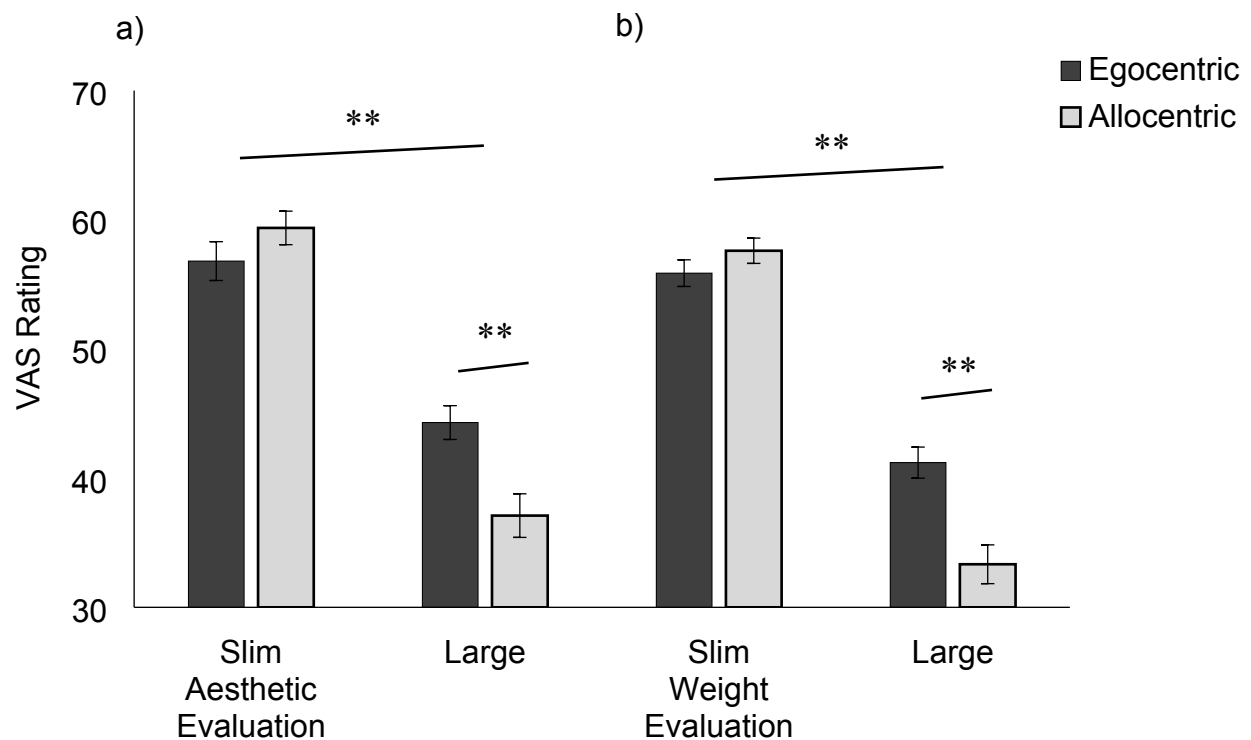 a)
b)
Egocentric
Allocentric
70
60
50
40
30
VAS Rating
**
**
**
**
Slim
Aesthetic
Evaluation
Large
Slim
Weight
Evaluation
Large